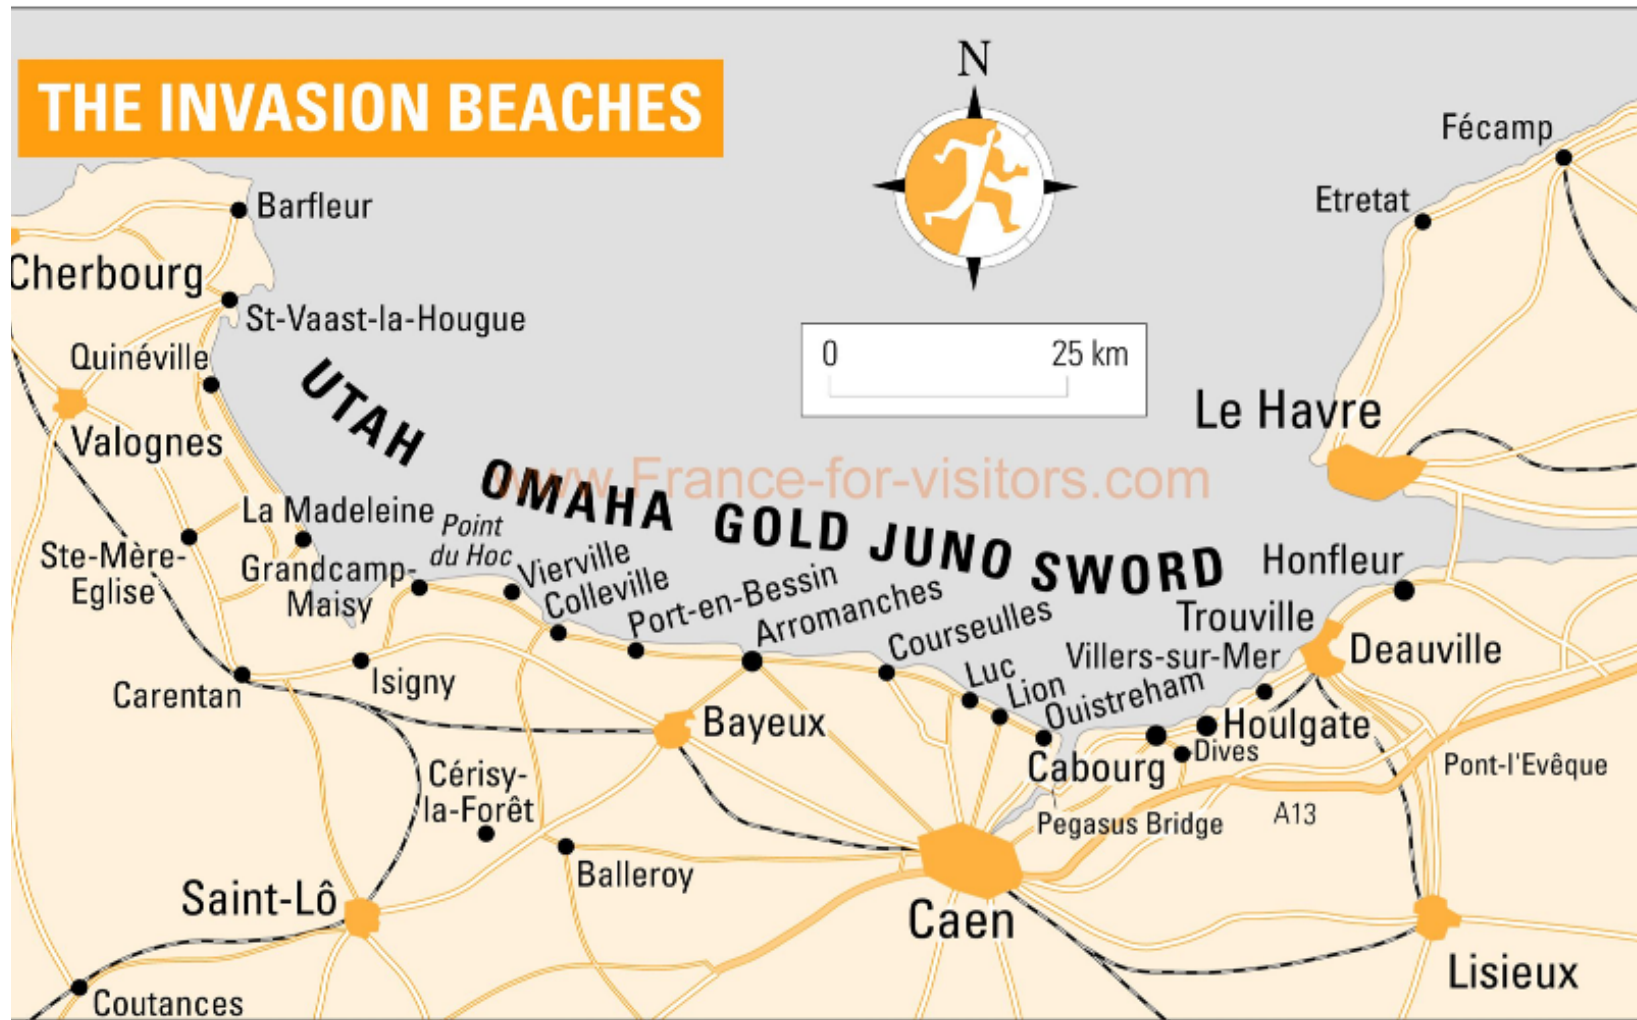 THE INVASION BEACHES
N
Fécamp
Etretat
Barfleur
Cherbourg
St-Vaast-la-Hougue
Quinéville
0 25 km
UTAH
Le Havre
Valognes
www.France-for-visitors.com
OMAHA
GOLD
JUNO
SWORD
La Madeleine
Point
du Hoc
Ste-Mère-
Eglise
Grandcamp-
Maisy
Vierville
Colleville
Port-en-Bessin
Arromanches
Courseulles
Luc
Lion
Ouistreham
Villers-sur-Mer
Trouville
Honfleur
Deauville
Carentan
Isigny
Bayeux
Houlgate
Dives
Cabourg
Pont-l'Evêque
Cérisy-
la-Forêt
Pegasus Bridge
A13
Balleroy
Saint-Lô
Caen
Lisieux
Coutances